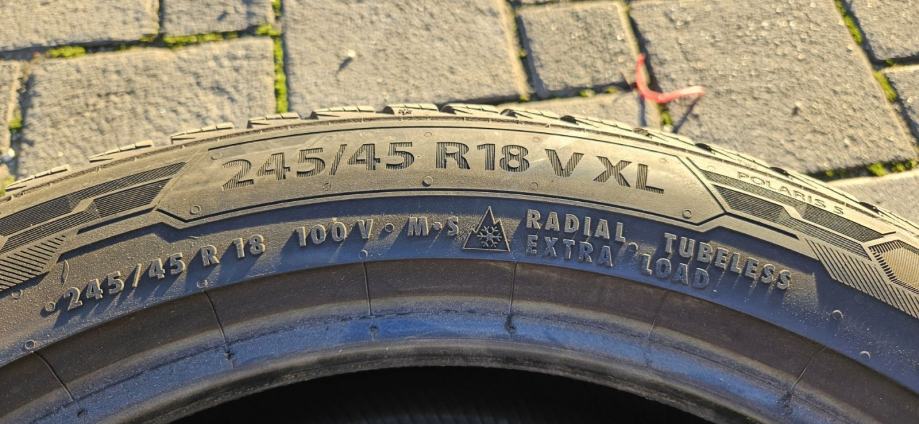 245/45 R18 V XL
POLARIS 5
245/45 R 18 100 V M·S
RADIAL TUBELESS
EXTRA LOAD